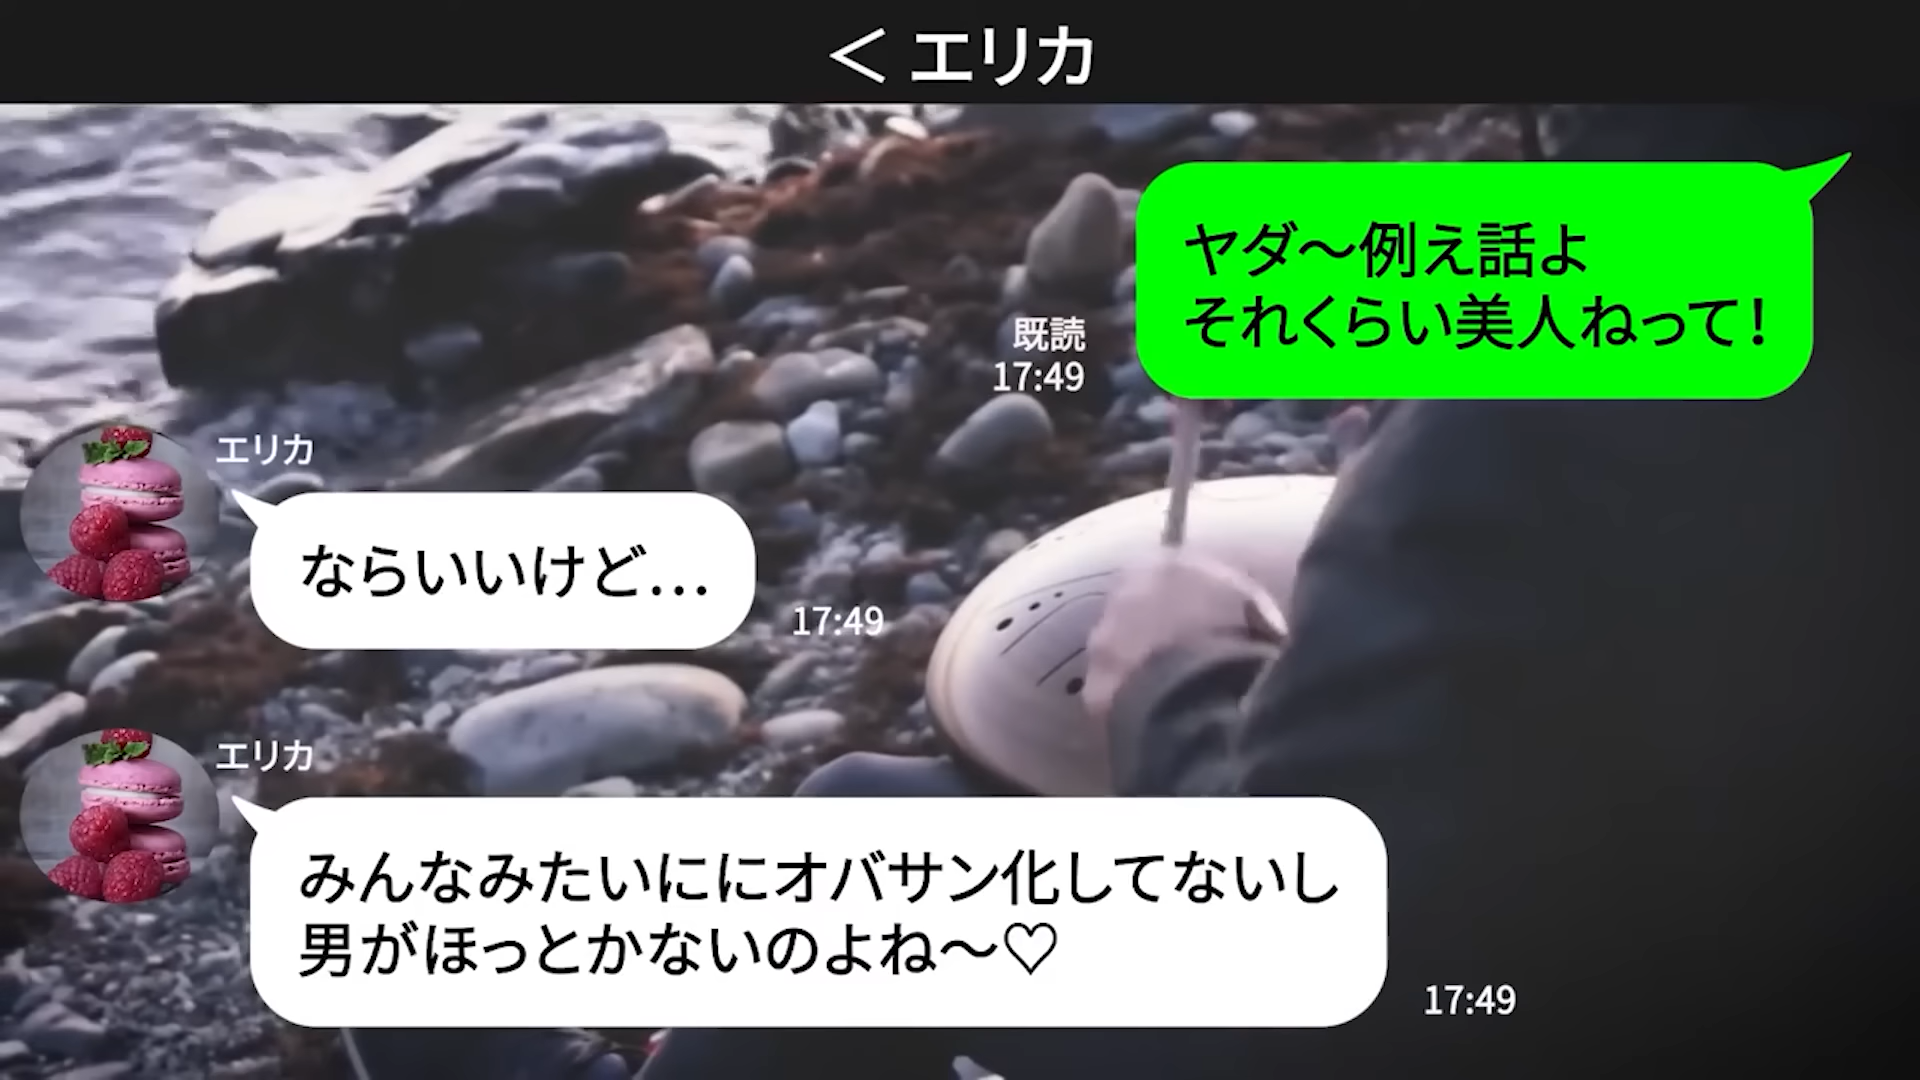 ＜ エリカ
ヤダ〜例え話よ
それくらい美人ねって！
既読
17:49
エリカ
ならいいけど…
17:49
エリカ
みんなみたいににオバサン化してないし
男がほっとかないのよね〜♡
17:49